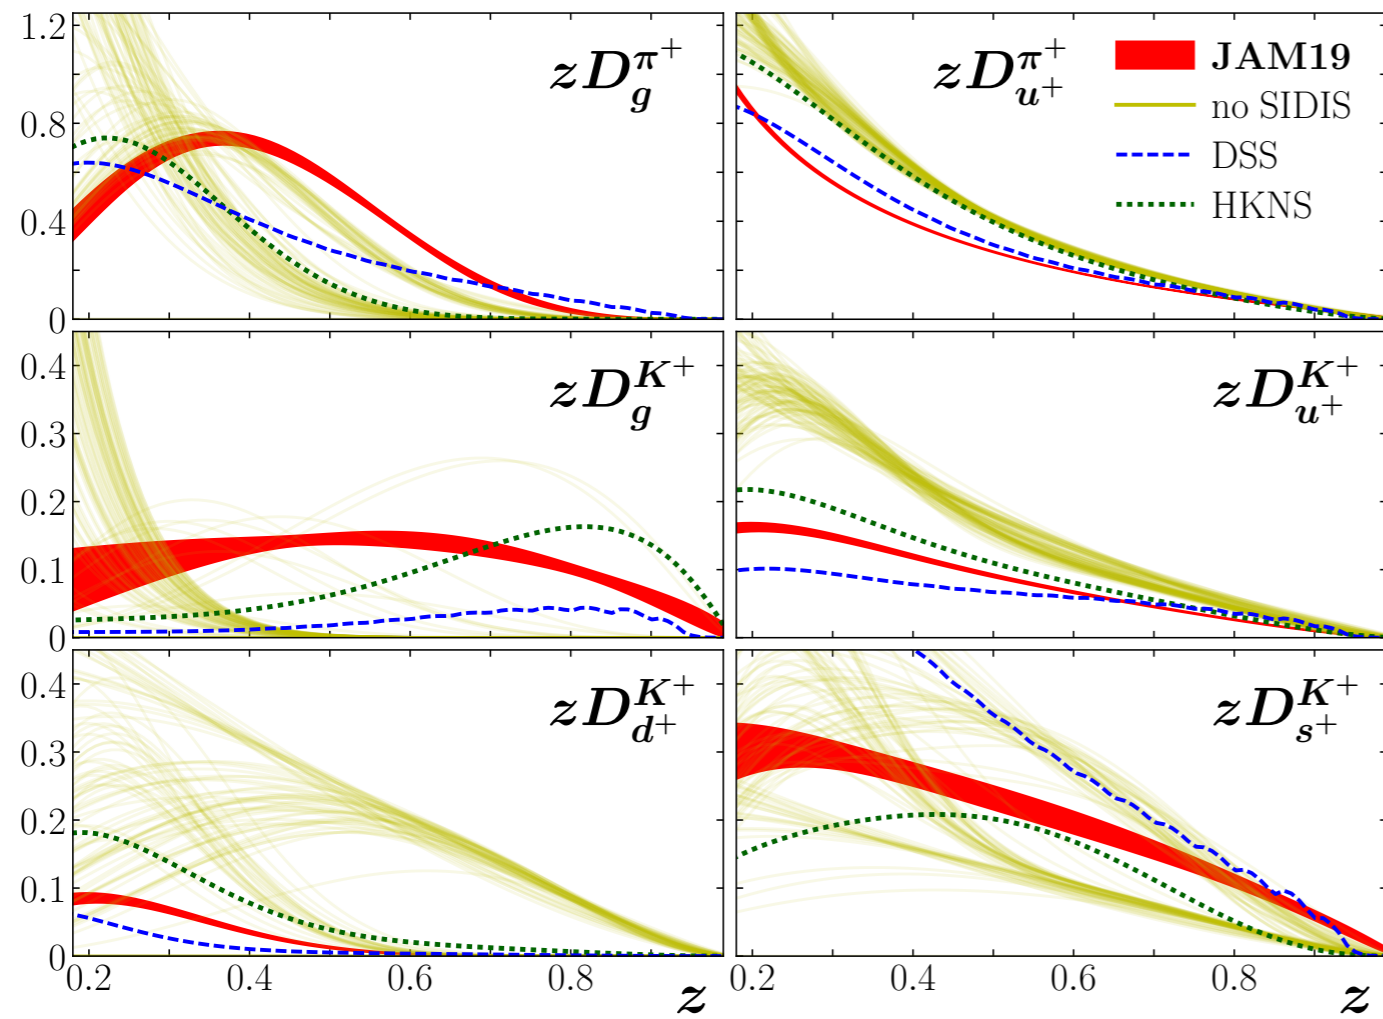 1.2
0.8
0.4
0
zD_g^{π^+}
zD_{u^+}^{π^+}
JAM19
no SIDIS
DSS
HKNS
0.4
0.3
0.2
0.1
0
zD_g^{K^+}
zD_{u^+}^{K^+}
0.4
0.3
0.2
0.1
0
zD_{d^+}^{K^+}
zD_{s^+}^{K^+}
0.2 0.4 0.6 0.8 z
0.2 0.4 0.6 0.8 z